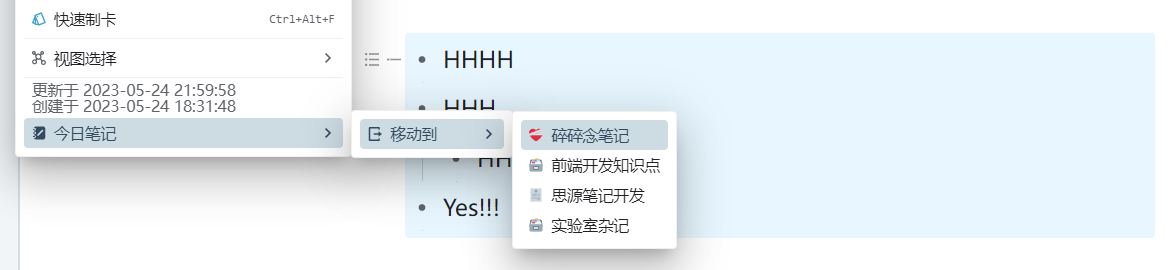 快速制卡 Ctrl+Alt+F
视图选择
更新于 2023-05-24 21:59:58
创建于 2023-05-24 18:31:48
今日笔记
移动到
碎碎念笔记
前端开发知识点
思源笔记开发
实验室杂记
HHHH
HHH
HH
Yes!!!